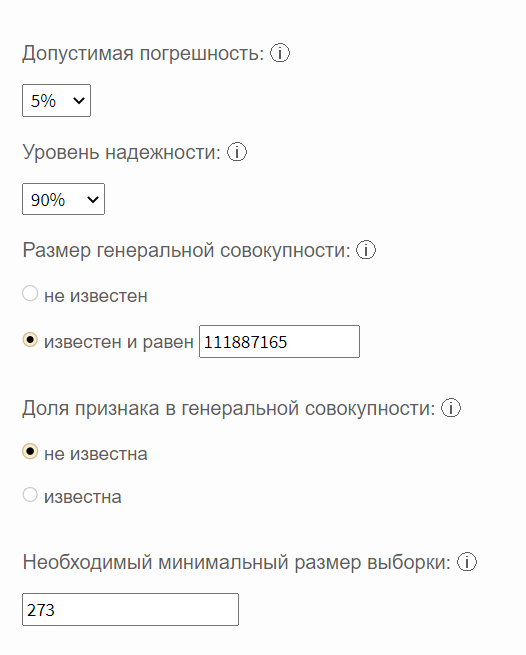 Допустимая погрешность:
5%
Уровень надежности:
90%
Размер генеральной совокупности:
не известен
известен и равен 111887165
Доля признака в генеральной совокупности:
не известна
известна
Необходимый минимальный размер выборки:
273